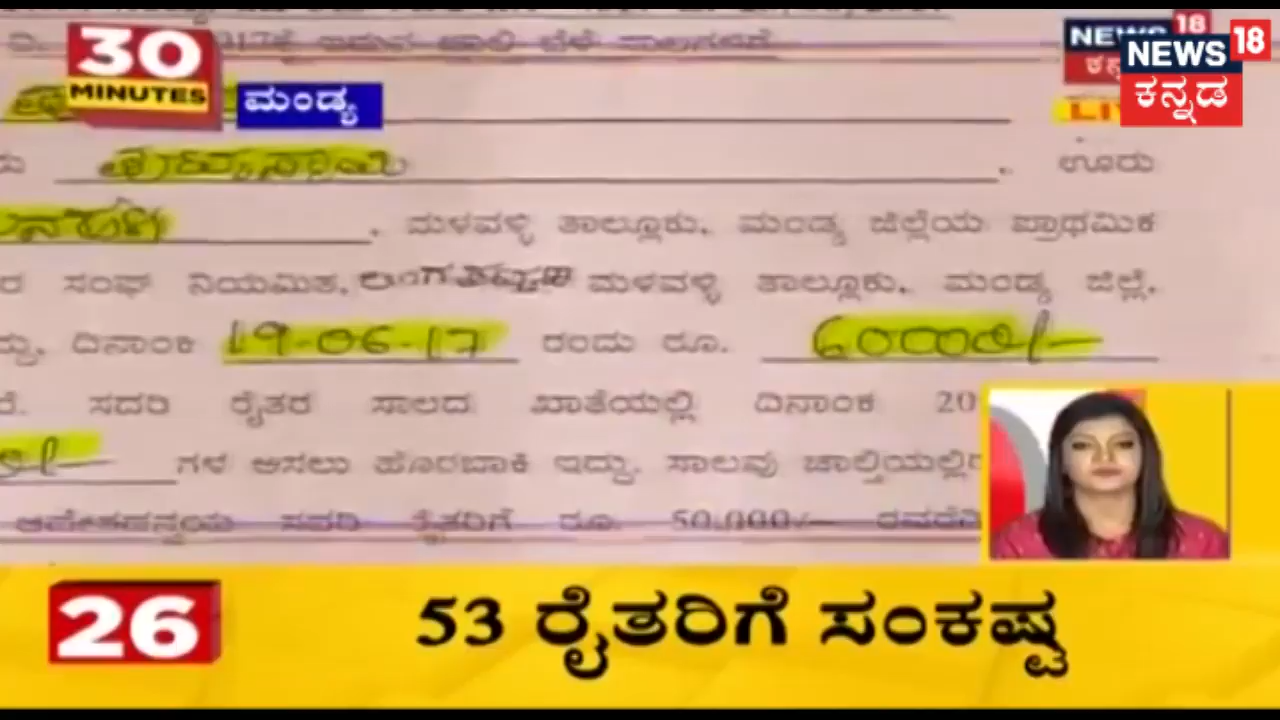 30
MINUTES
ಮಂಡ್ಯ
NEWS 18
ಕನ್ನಡ
ಊರು
ಮಳವಳ್ಳಿ ತಾಲ್ಲೂಕು, ಮಂಡ್ಯ ಜಿಲ್ಲೆಯ ಪ್ರಾಥಮಿಕ
ರ ಸಂಘ ನಿಯಮಿತ, ಮಳವಳ್ಳಿ ತಾಲ್ಲೂಕು, ಮಂಡ್ಯ ಜಿಲ್ಲೆ,
ದಿನಾಂಕ 19-06-17 ರಂದು ರೂ. 60000/-
ರೆ. ಸದರಿ ರೈತರ ಸಾಲದ ಖಾತೆಯಲ್ಲಿ ದಿನಾಂಕ 20
ಗಳ ಅಸಲು ಹೊರಬಾಕಿ ಇದ್ದು, ಸಾಲವು
ಸದರಿ ರೈತರಿಗೆ ರೂ. 50,000/-
26
53 ರೈತರಿಗೆ ಸಂಕಷ್ಟ